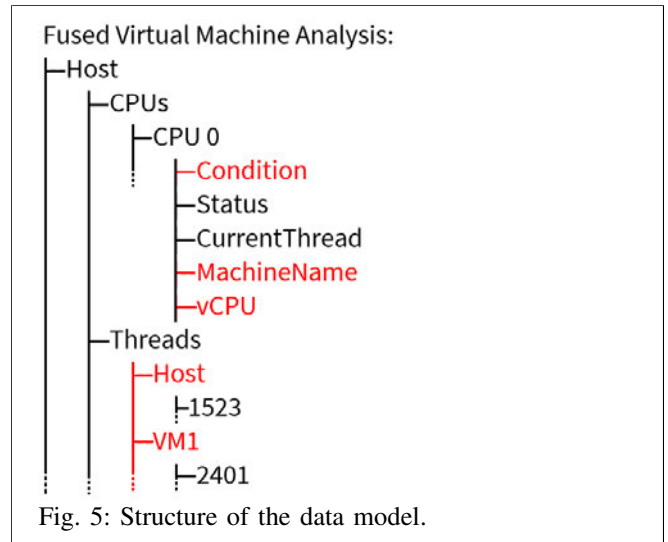 Fused Virtual Machine Analysis:
Host
CPUs
CPU 0
Condition
Status
CurrentThread
MachineName
vCPU
Threads
Host
1523
VM1
2401
Fig. 5: Structure of the data model.